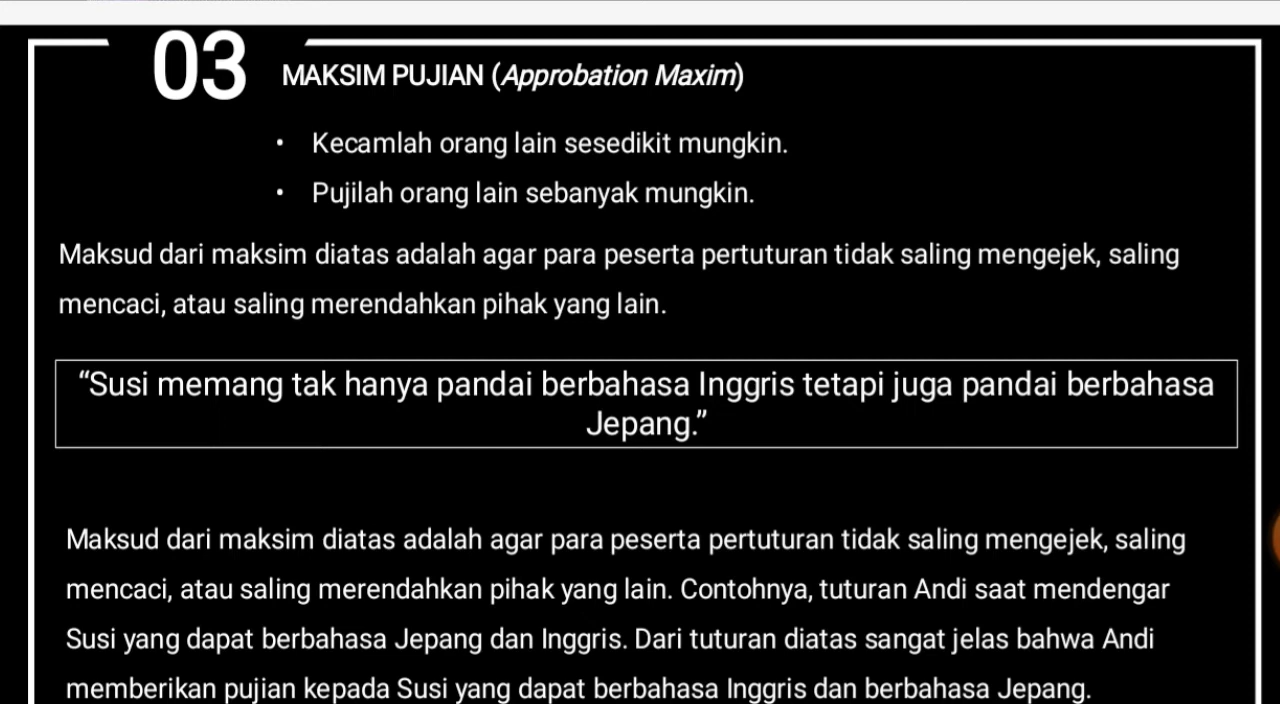 03
MAKSIM PUJIAN (Approbation Maxim)
• Kecamlah orang lain sesedikit mungkin.
• Pujilah orang lain sebanyak mungkin.
Maksud dari maksim diatas adalah agar para peserta pertuturan tidak saling mengejek, saling
mencaci, atau saling merendahkan pihak yang lain.
“Susi memang tak hanya pandai berbahasa Inggris tetapi juga pandai berbahasa
Jepang.”
Maksud dari maksim diatas adalah agar para peserta pertuturan tidak saling mengejek, saling
mencaci, atau saling merendahkan pihak yang lain. Contohnya, tuturan Andi saat mendengar
Susi yang dapat berbahasa Jepang dan Inggris. Dari tuturan diatas sangat jelas bahwa Andi
memberikan pujian kepada Susi yang dapat berbahasa Inggris dan berbahasa Jepang.